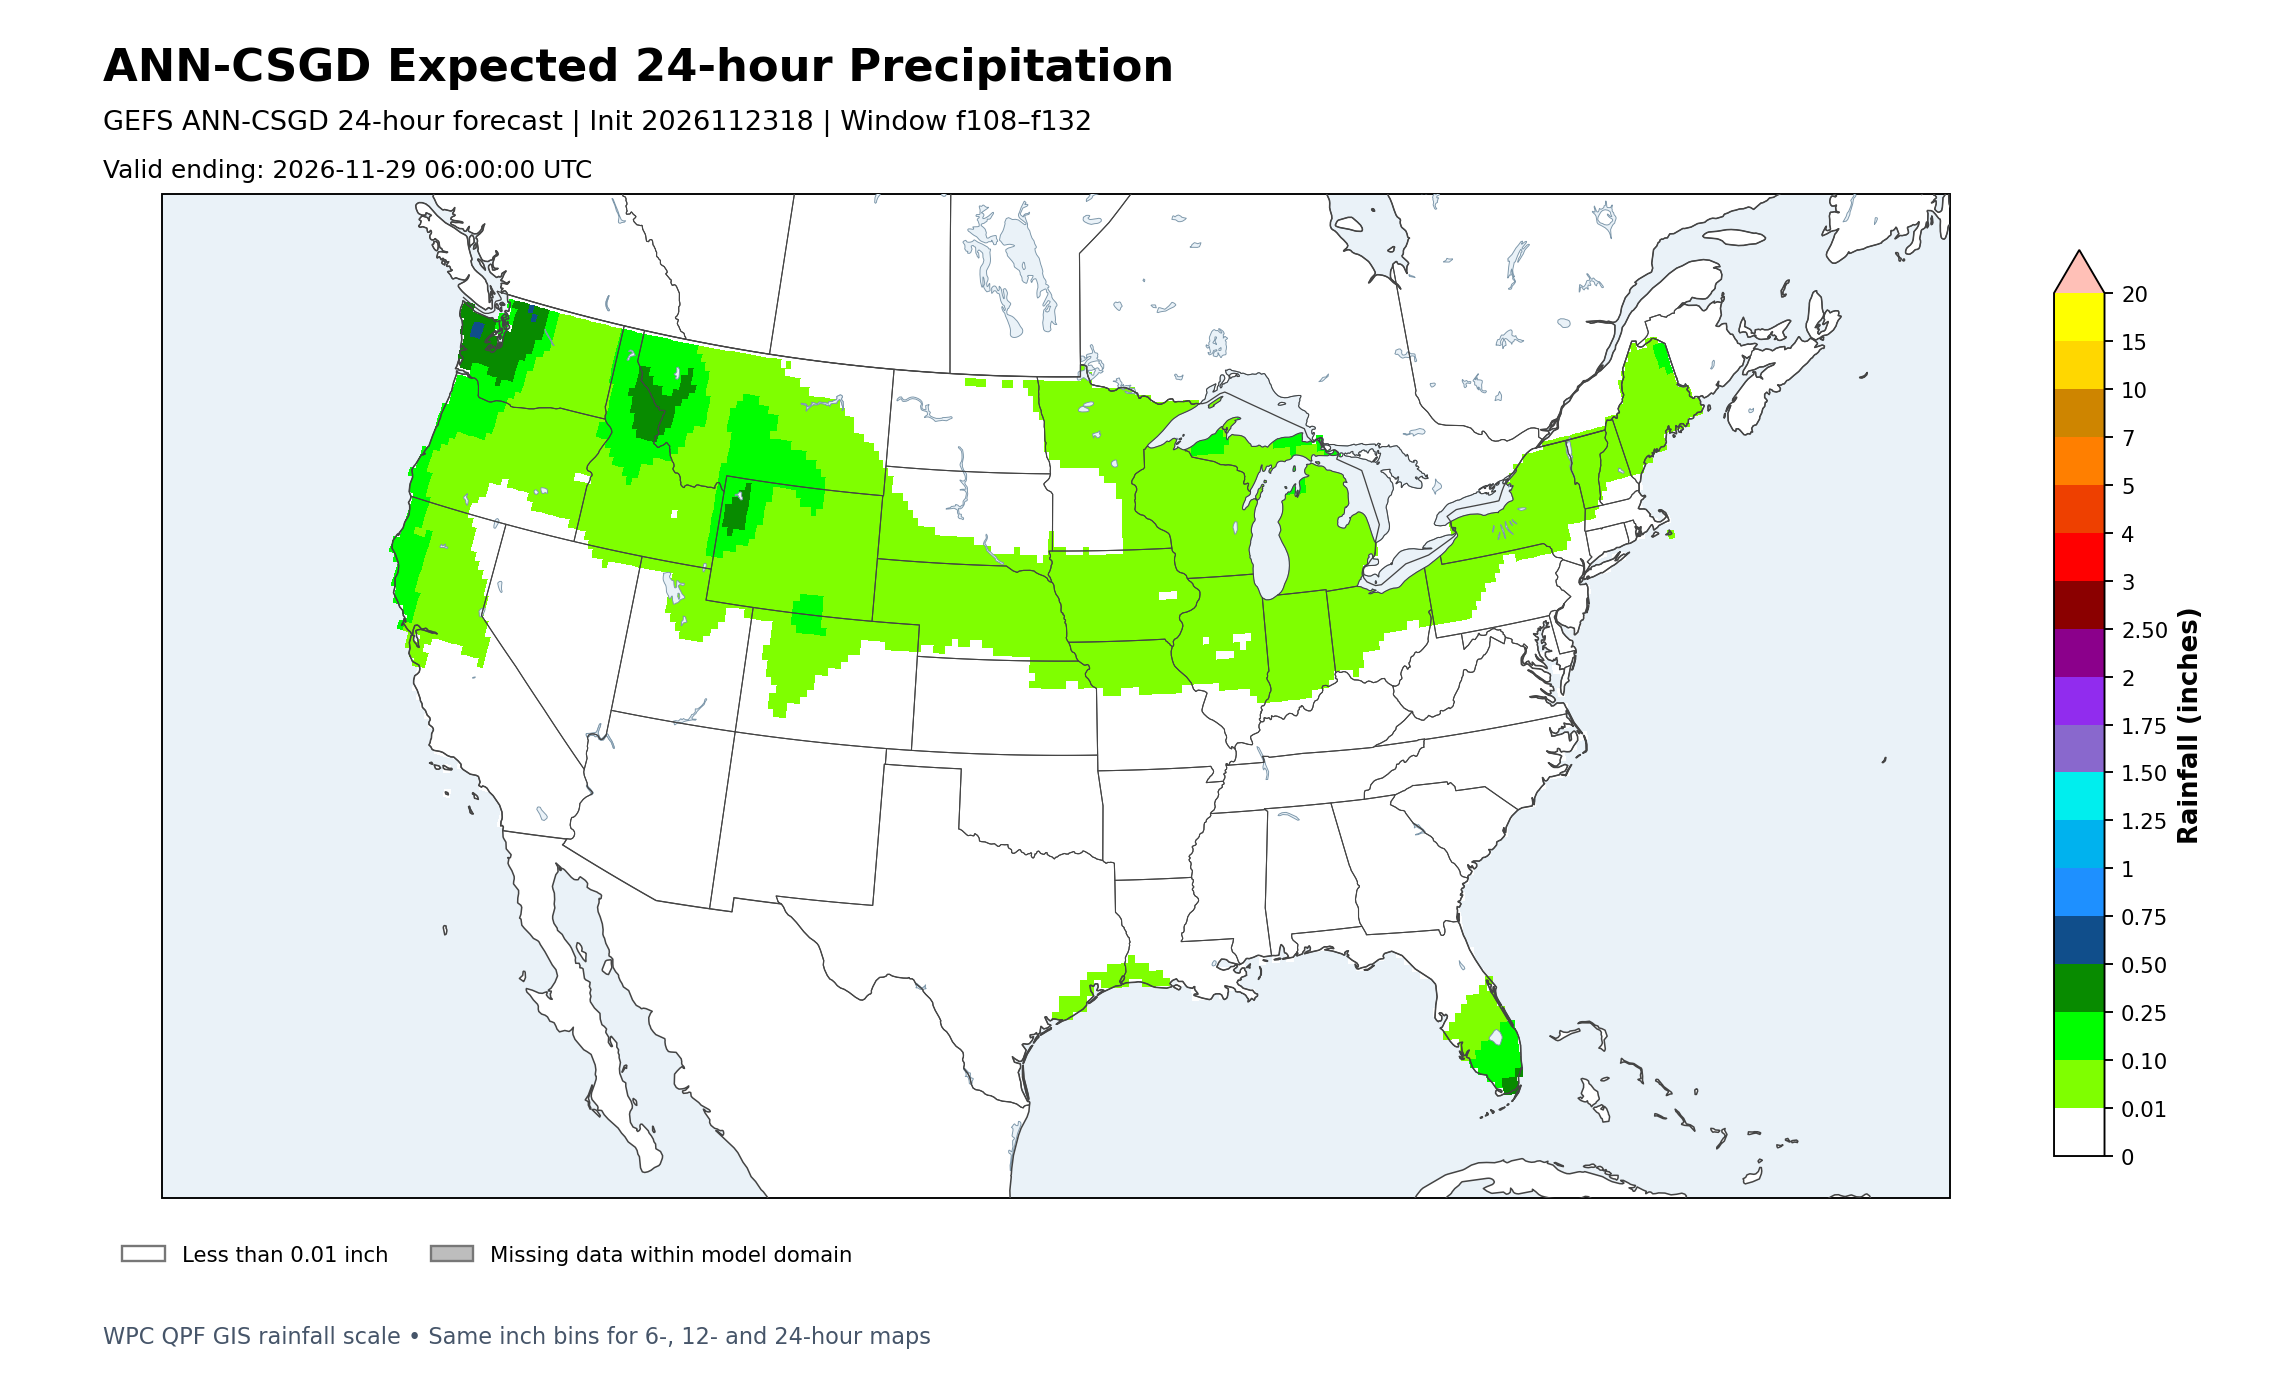 ANN-CSGD Expected 24-hour Precipitation
GEFS ANN-CSGD 24-hour forecast | Init 2026112318 | Window f108–f132
Valid ending: 2026-11-29 06:00:00 UTC
20
15
10
7
5
4
3
2.50
2
1.75
1.50
1.25
1
0.75
0.50
0.25
0.10
0.01
0
Rainfall (inches)
Less than 0.01 inch
Missing data within model domain
WPC QPF GIS rainfall scale • Same inch bins for 6-, 12- and 24-hour maps